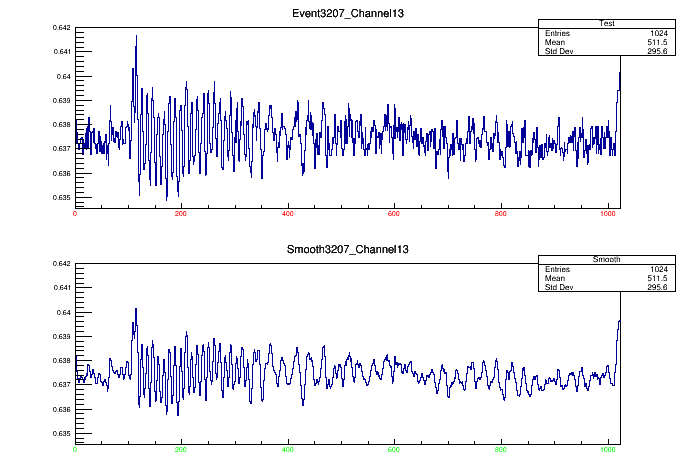 Event3207_Channel13
Test
Entries 1024
Mean 511.5
Std Dev 295.6
0.642
0.641
0.64
0.639
0.638
0.637
0.636
0.635
0 200 400 600 800 1000
Smooth3207_Channel13
Smooth
Entries 1024
Mean 511.5
Std Dev 295.6
0.642
0.641
0.64
0.639
0.638
0.637
0.636
0.635
0 200 400 600 800 1000